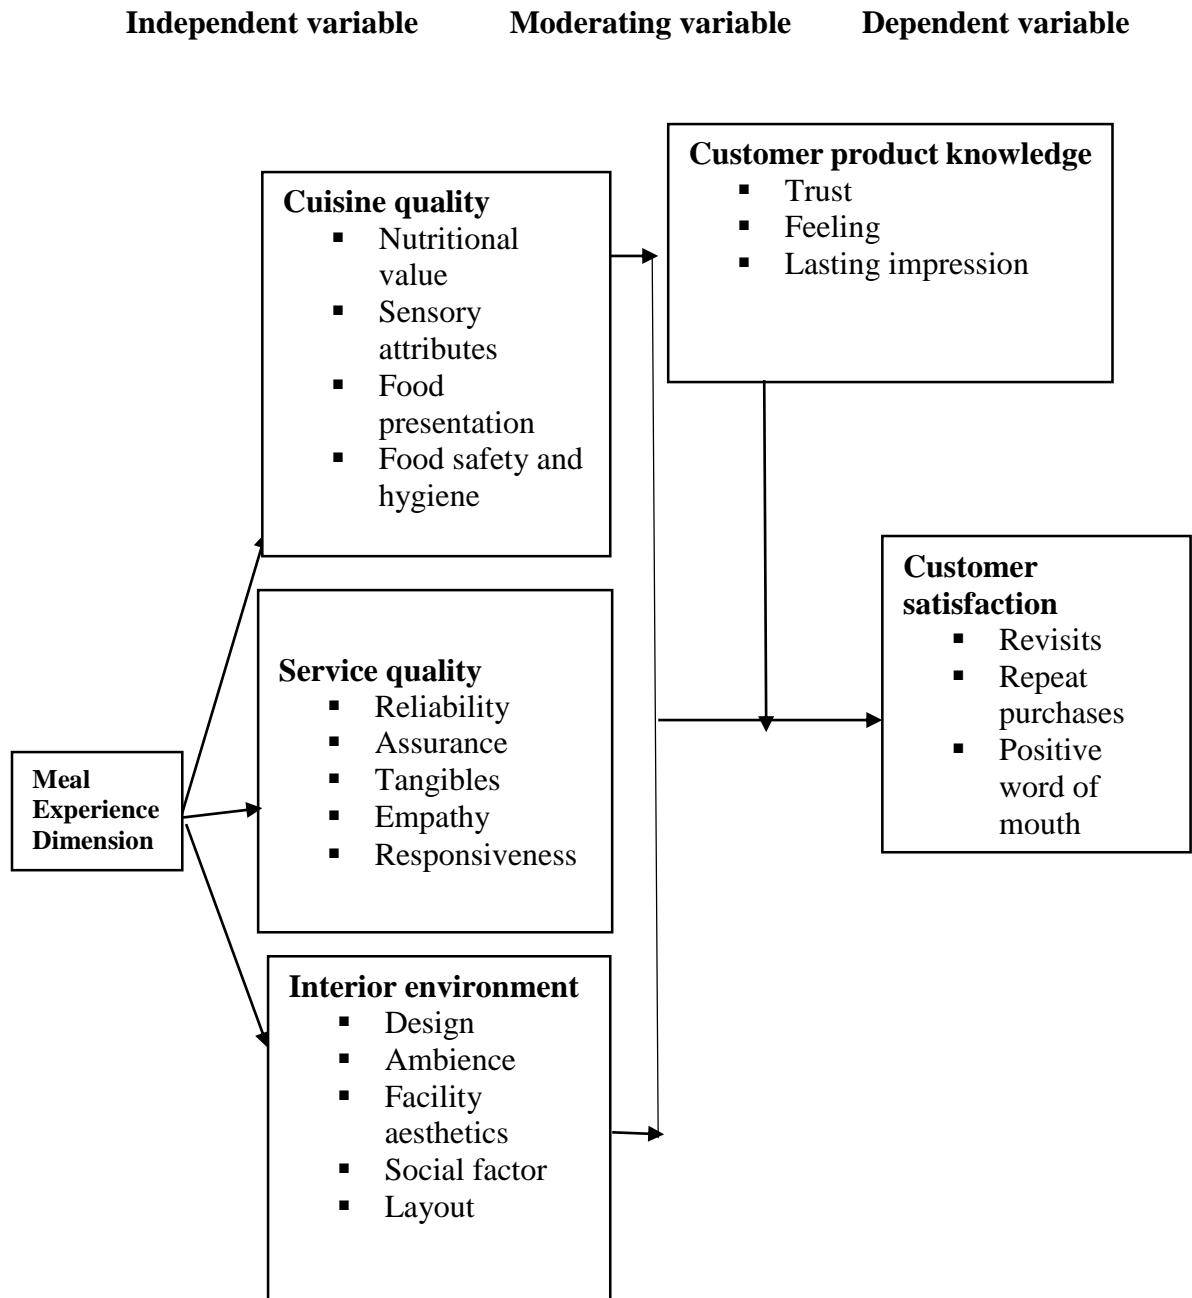 Independent variable Moderating variable Dependent variable
Customer product knowledge
▪ Trust
▪ Feeling
▪ Lasting impression
Cuisine quality
▪ Nutritional
value
▪ Sensory
attributes
▪ Food
presentation
▪ Food safety and
hygiene
Customer
satisfaction
▪ Revisits
▪ Repeat
purchases
▪ Positive
word of
mouth
Service quality
▪ Reliability
▪ Assurance
▪ Tangibles
▪ Empathy
▪ Responsiveness
Meal
Experience
Dimension
Interior environment
▪ Design
▪ Ambience
▪ Facility
aesthetics
▪ Social factor
▪ Layout